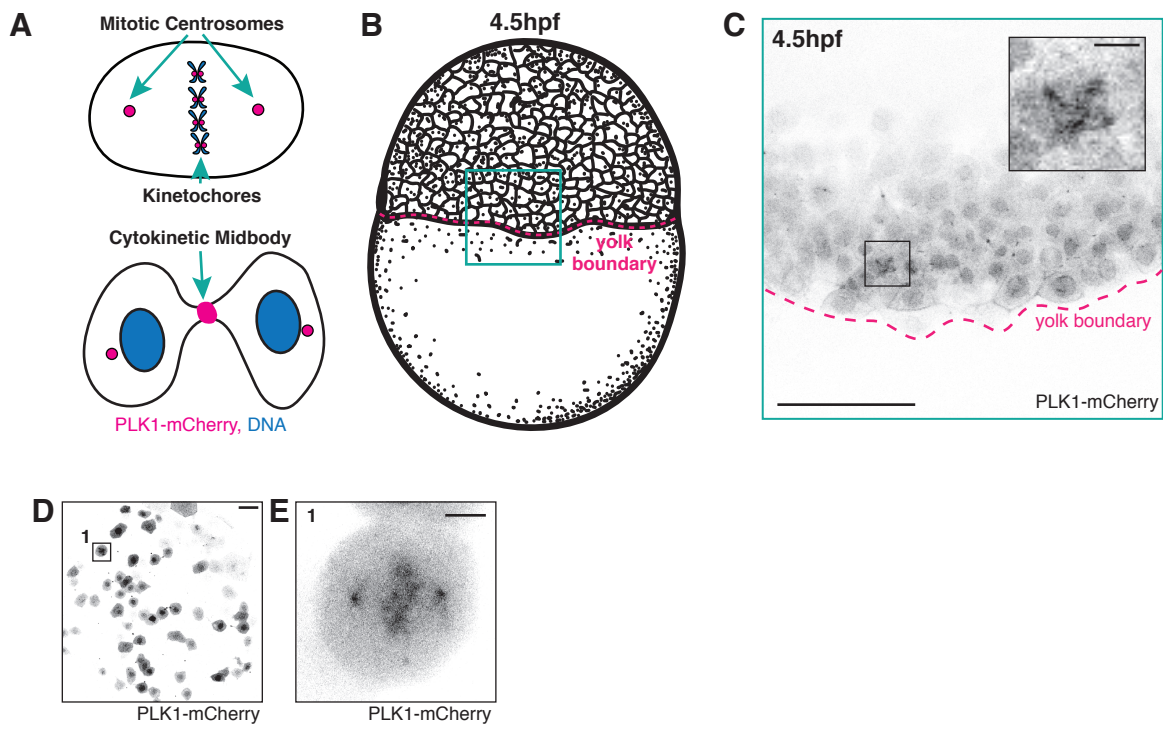 A
Mitotic Centrosomes
Kinetochores
Cytokinetic Midbody
PLK1-mCherry, DNA
B
4.5hpf
yolk
boundary
C
4.5hpf
yolk boundary
PLK1-mCherry
D
1
PLK1-mCherry
E
1
PLK1-mCherry